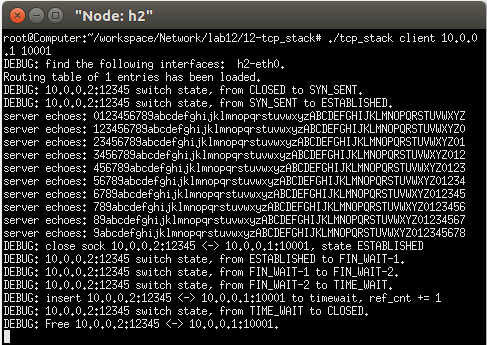 "Node: h2"
root@Computer:~/workspace/Network/lab12/12-tcp_stack# ./tcp_stack client 10.0.0
.1 10001
DEBUG: find the following interfaces:  h2-eth0.
Routing table of 1 entries has been loaded.
DEBUG: 10.0.0.2:12345 switch state, from CLOSED to SYN_SENT.
DEBUG: 10.0.0.2:12345 switch state, from SYN_SENT to ESTABLISHED.
server echoes: 0123456789abcdefghijklmnopqrstuvwxyzABCDEFGHIJKLMNOPQRSTUVWXYZ
server echoes: 123456789abcdefghijklmnopqrstuvwxyzABCDEFGHIJKLMNOPQRSTUVWXYZ0
server echoes: 23456789abcdefghijklmnopqrstuvwxyzABCDEFGHIJKLMNOPQRSTUVWXYZ01
server echoes: 3456789abcdefghijklmnopqrstuvwxyzABCDEFGHIJKLMNOPQRSTUVWXYZ012
server echoes: 456789abcdefghijklmnopqrstuvwxyzABCDEFGHIJKLMNOPQRSTUVWXYZ0123
server echoes: 56789abcdefghijklmnopqrstuvwxyzABCDEFGHIJKLMNOPQRSTUVWXYZ01234
server echoes: 6789abcdefghijklmnopqrstuvwxyzABCDEFGHIJKLMNOPQRSTUVWXYZ012345
server echoes: 789abcdefghijklmnopqrstuvwxyzABCDEFGHIJKLMNOPQRSTUVWXYZ0123456
server echoes: 89abcdefghijklmnopqrstuvwxyzABCDEFGHIJKLMNOPQRSTUVWXYZ01234567
server echoes: 9abcdefghijklmnopqrstuvwxyzABCDEFGHIJKLMNOPQRSTUVWXYZ012345678
DEBUG: close sock 10.0.0.2:12345 <-> 10.0.0.1:10001, state ESTABLISHED
DEBUG: 10.0.0.2:12345 switch state, from ESTABLISHED to FIN_WAIT-1.
DEBUG: 10.0.0.2:12345 switch state, from FIN_WAIT-1 to FIN_WAIT-2.
DEBUG: 10.0.0.2:12345 switch state, from FIN_WAIT-2 to TIME_WAIT.
DEBUG: insert 10.0.0.2:12345 <-> 10.0.0.1:10001 to timewait, ref_cnt += 1
DEBUG: 10.0.0.2:12345 switch state, from TIME_WAIT to CLOSED.
DEBUG: Free 10.0.0.2:12345 <-> 10.0.0.1:10001.